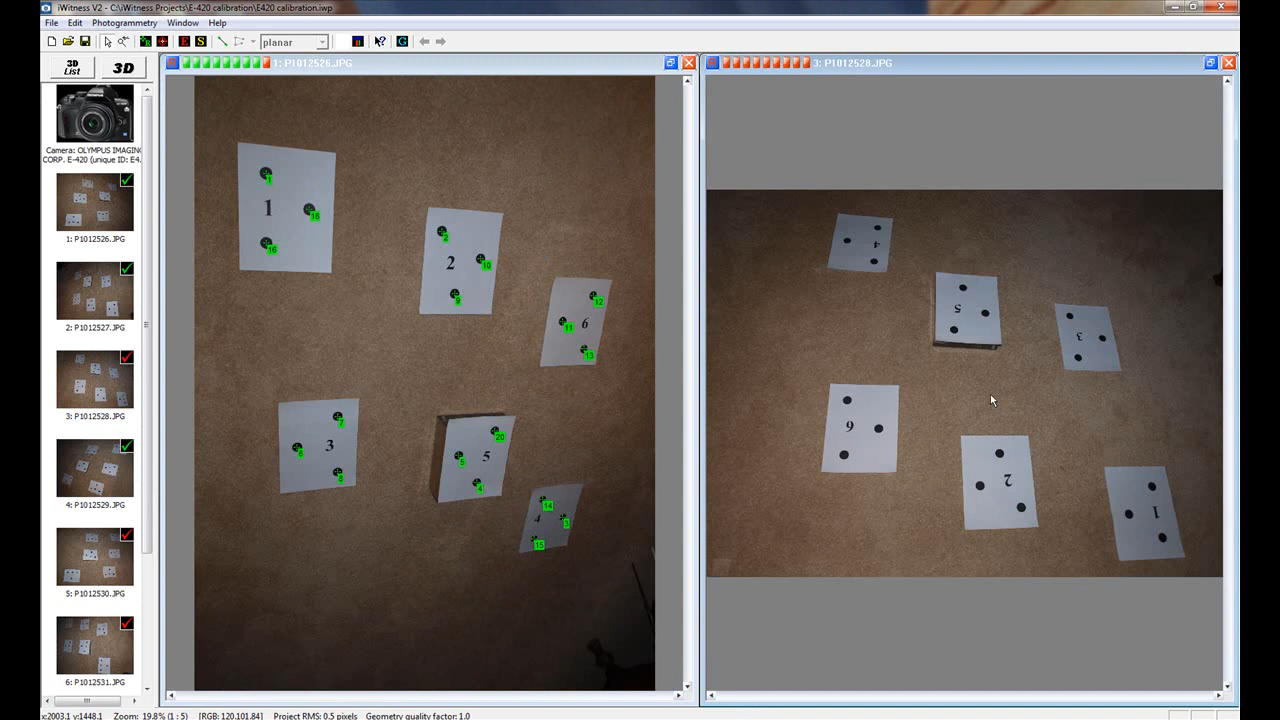 iWitness V2 - C:\iWitness Projects\E-420 calibration\E420 calibration.iwp
File Edit Photogrammetry Window Help
planar
3D List 3D
1: P1012526.JPG
3: P1012528.JPG
Camera: OLYMPUS IMAGING
CORP. E-420 (unique ID: E4.
1: P1012526.JPG
2: P1012527.JPG
3: P1012528.JPG
4: P1012529.JPG
5: P1012530.JPG
6: P1012531.JPG
1
1
18
16
2
2
10
9
12
11
6
13
7
3
6
8
20
5
5
4
14
4
3
15
4
5
3
6
2
1
x:2003.1 y:1448.1 Zoom: 19.8% (1 : 5) [RGB: 120.101.84] Project RMS: 0.5 pixels Geometry quality factor: 1.0